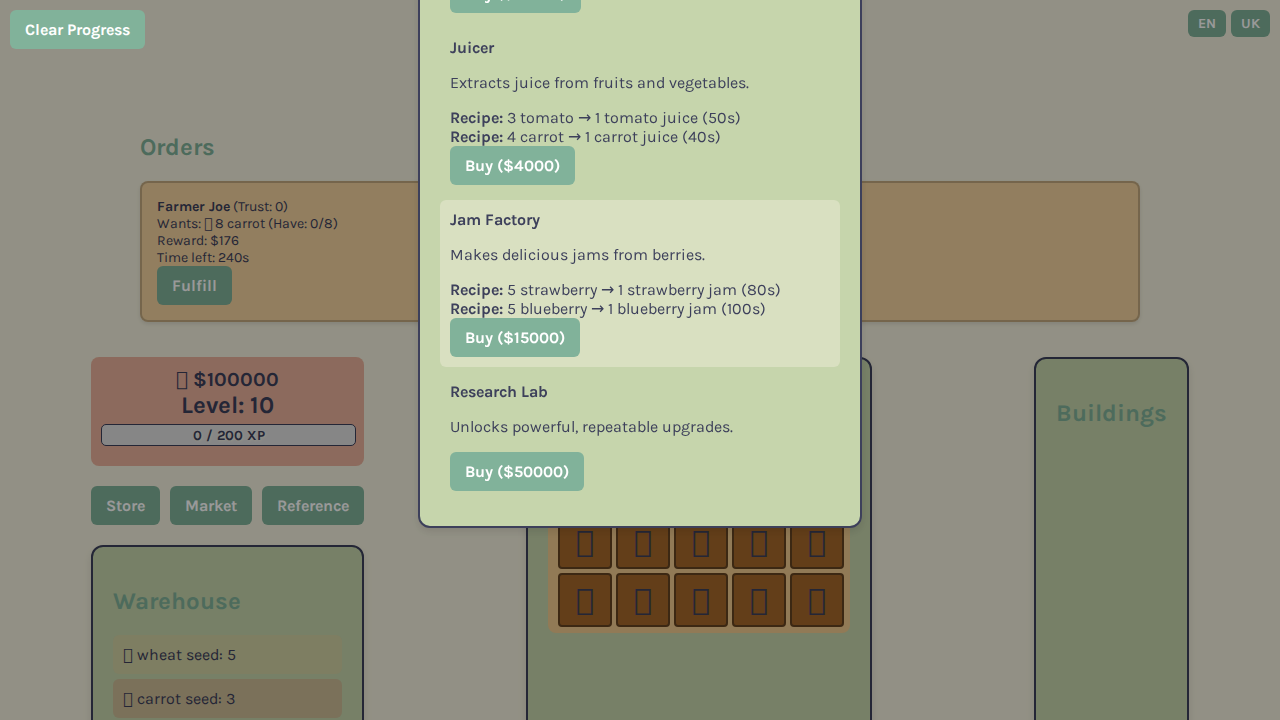 Clear Progress
EN
UK
Juicer
Extracts juice from fruits and vegetables.
Recipe: 3 tomato → 1 tomato juice (50s)
Recipe: 4 carrot → 1 carrot juice (40s)
Buy ($4000)
Jam Factory
Makes delicious jams from berries.
Recipe: 5 strawberry → 1 strawberry jam (80s)
Recipe: 5 blueberry → 1 blueberry jam (100s)
Buy ($15000)
Research Lab
Unlocks powerful, repeatable upgrades.
Buy ($50000)
Orders
Farmer Joe (Trust: 0)
Wants: 8 carrot (Have: 0/8)
Reward: $176
Time left: 240s
Fulfill
$100000
Level: 10
0 / 200 XP
Store
Market
Reference
Warehouse
wheat seed: 5
carrot seed: 3
Buildings